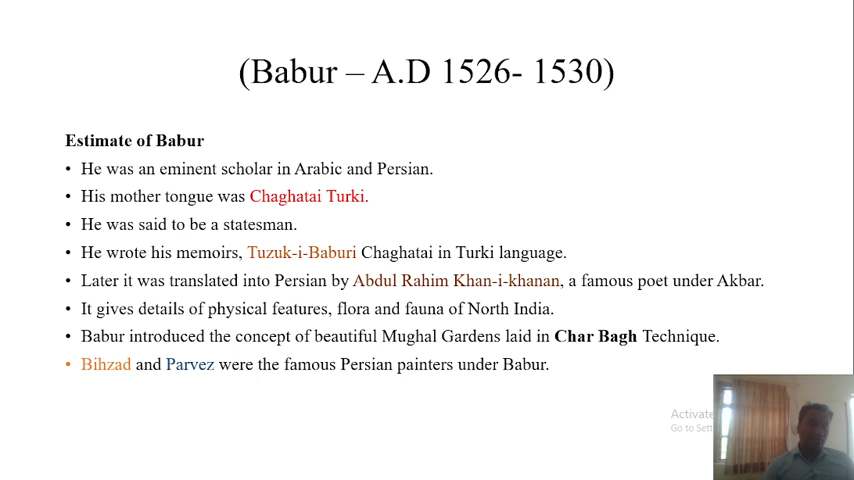 (Babur – A.D 1526- 1530)
Estimate of Babur
• He was an eminent scholar in Arabic and Persian.
• His mother tongue was Chaghatai Turki.
• He was said to be a statesman.
• He wrote his memoirs, Tuzuk-i-Baburi Chaghatai in Turki language.
• Later it was translated into Persian by Abdul Rahim Khan-i-khanan, a famous poet under Akbar.
• It gives details of physical features, flora and fauna of North India.
• Babur introduced the concept of beautiful Mughal Gardens laid in Char Bagh Technique.
• Bihzad and Parvez were the famous Persian painters under Babur.
Activate
Go to Sett